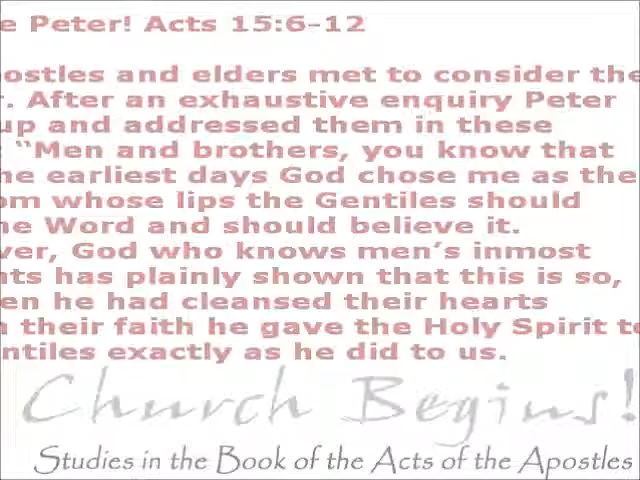 e Peter! Acts 15:6-12
ostles and elders met to consider the
r. After an exhaustive enquiry Peter
up and addressed them in these
: “Men and brothers, you know that
he earliest days God chose me as the
om whose lips the Gentiles should
he Word and should believe it.
ver, God who knows men’s inmost
hts has plainly shown that this is so,
en he had cleansed their hearts
h their faith he gave the Holy Spirit to
ntiles exactly as he did to us.
Church Begins!
Studies in the Book of the Acts of the Apostles